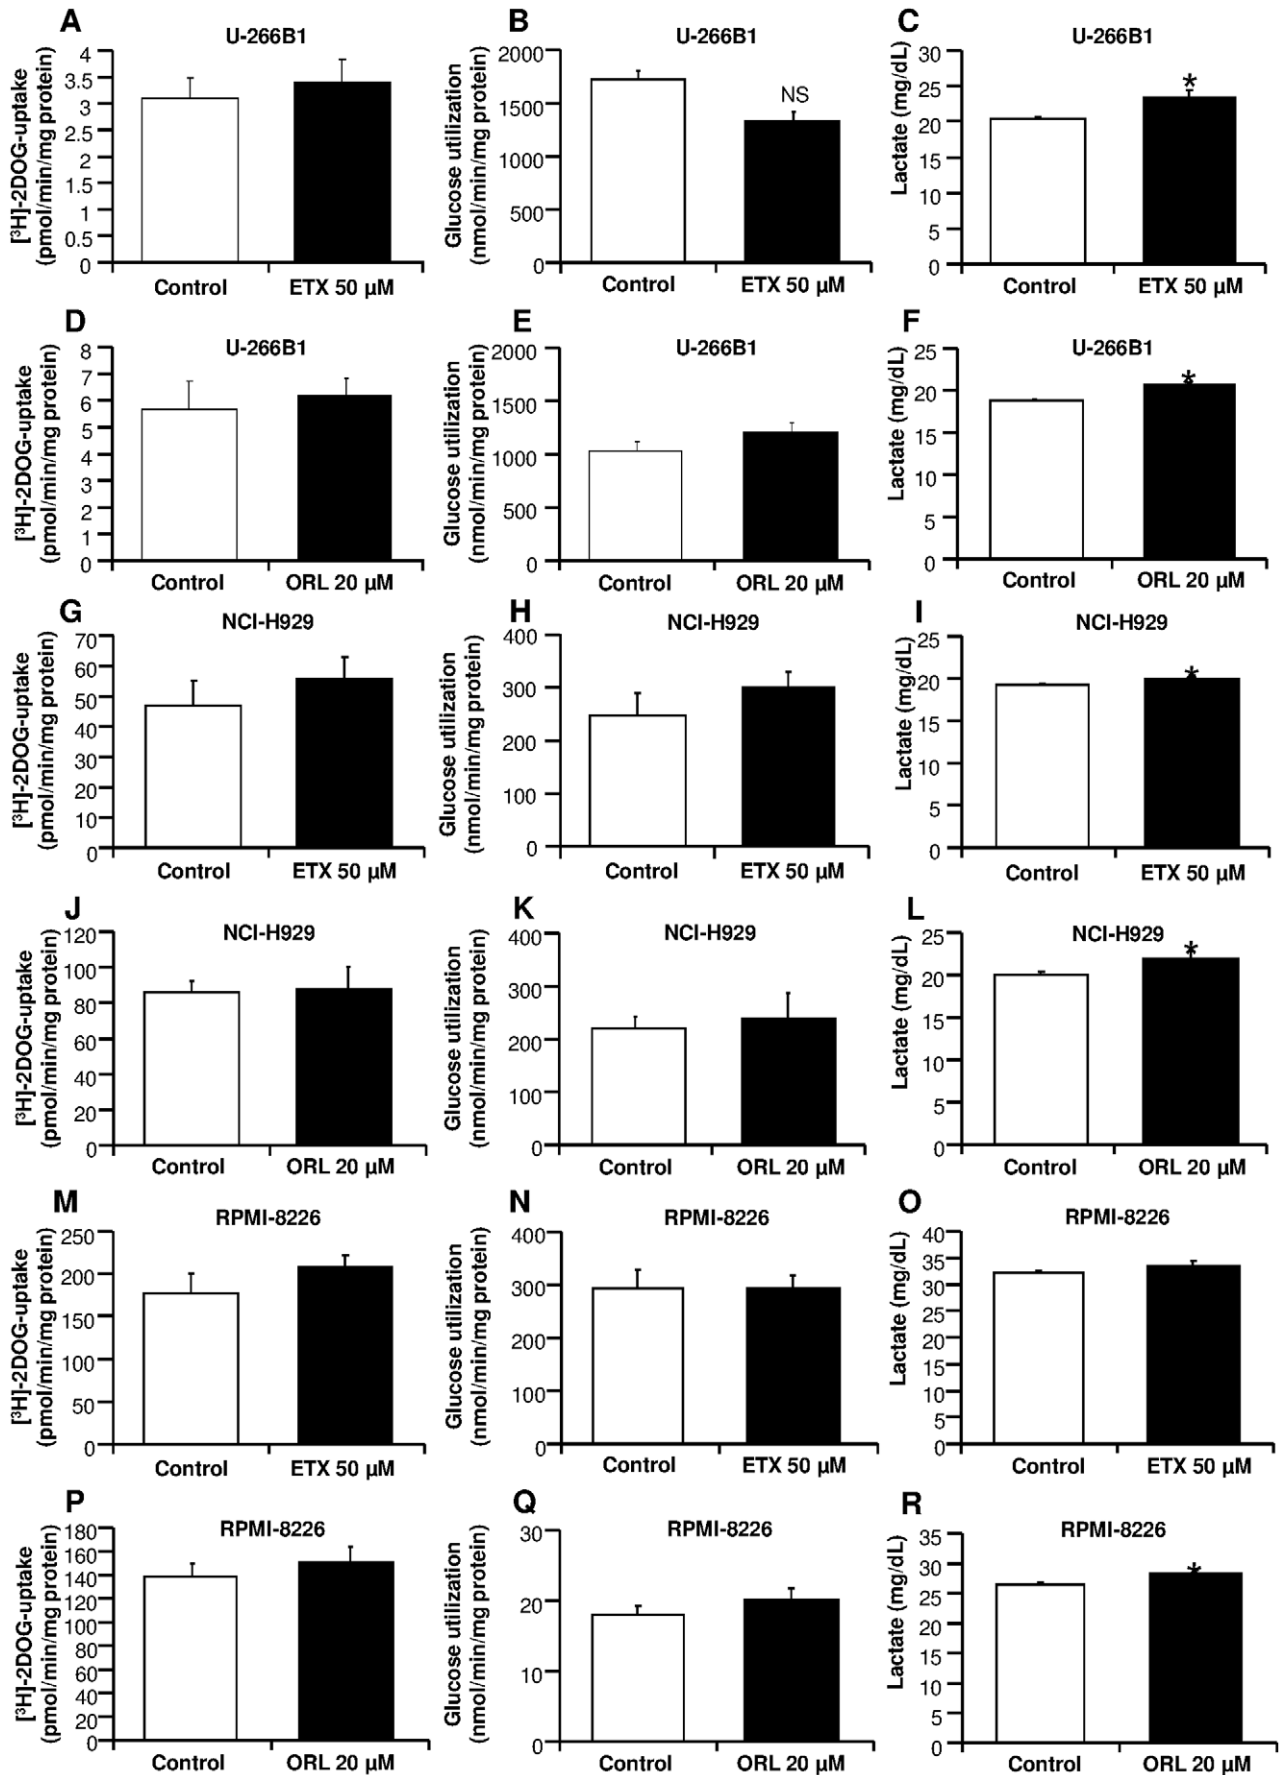 A
U-266B1
[³H]-2DOG-uptake
(pmol/min/mg protein)
4
3.5
3
2.5
2
1.5
1
0.5
0
Control
ETX 50 µM
B
U-266B1
Glucose utilization
(nmol/min/mg protein)
2000
1500
1000
500
0
NS
Control
ETX 50 µM
C
U-266B1
Lactate (mg/dL)
30
25
20
15
10
5
0
*
Control
ETX 50 µM
D
U-266B1
[³H]-2DOG-uptake
(pmol/min/mg protein)
8
7
6
5
4
3
2
1
0
Control
ORL 20 µM
E
U-266B1
Glucose utilization
(nmol/min/mg protein)
2000
1500
1000
500
0
Control
ORL 20 µM
F
U-266B1
Lactate (mg/dL)
25
20
15
10
5
0
*
Control
ORL 20 µM
G
NCI-H929
[³H]-2DOG-uptake
(pmol/min/mg protein)
70
60
50
40
30
20
10
0
Control
ETX 50 µM
H
NCI-H929
Glucose utilization
(nmol/min/mg protein)
400
300
200
100
0
Control
ETX 50 µM
I
NCI-H929
Lactate (mg/dL)
25
20
15
10
5
0
*
Control
ETX 50 µM
J
NCI-H929
[³H]-2DOG-uptake
(pmol/min/mg protein)
120
100
80
60
40
20
0
Control
ORL 20 µM
K
NCI-H929
Glucose utilization
(nmol/min/mg protein)
400
300
200
100
0
Control
ORL 20 µM
L
NCI-H929
Lactate (mg/dL)
25
20
15
10
5
0
*
Control
ORL 20 µM
M
RPMI-8226
[³H]-2DOG-uptake
(pmol/min/mg protein)
250
200
150
100
50
0
Control
ETX 50 µM
N
RPMI-8226
Glucose utilization
(nmol/min/mg protein)
400
300
200
100
0
Control
ETX 50 µM
O
RPMI-8226
Lactate (mg/dL)
40
35
30
25
20
15
10
5
0
Control
ETX 50 µM
P
RPMI-8226
[³H]-2DOG-uptake
(pmol/min/mg protein)
180
160
140
120
100
80
60
40
20
0
Control
ORL 20 µM
Q
RPMI-8226
Glucose utilization
(nmol/min/mg protein)
30
20
10
0
Control
ORL 20 µM
R
RPMI-8226
Lactate (mg/dL)
35
30
25
20
15
10
5
0
*
Control
ORL 20 µM